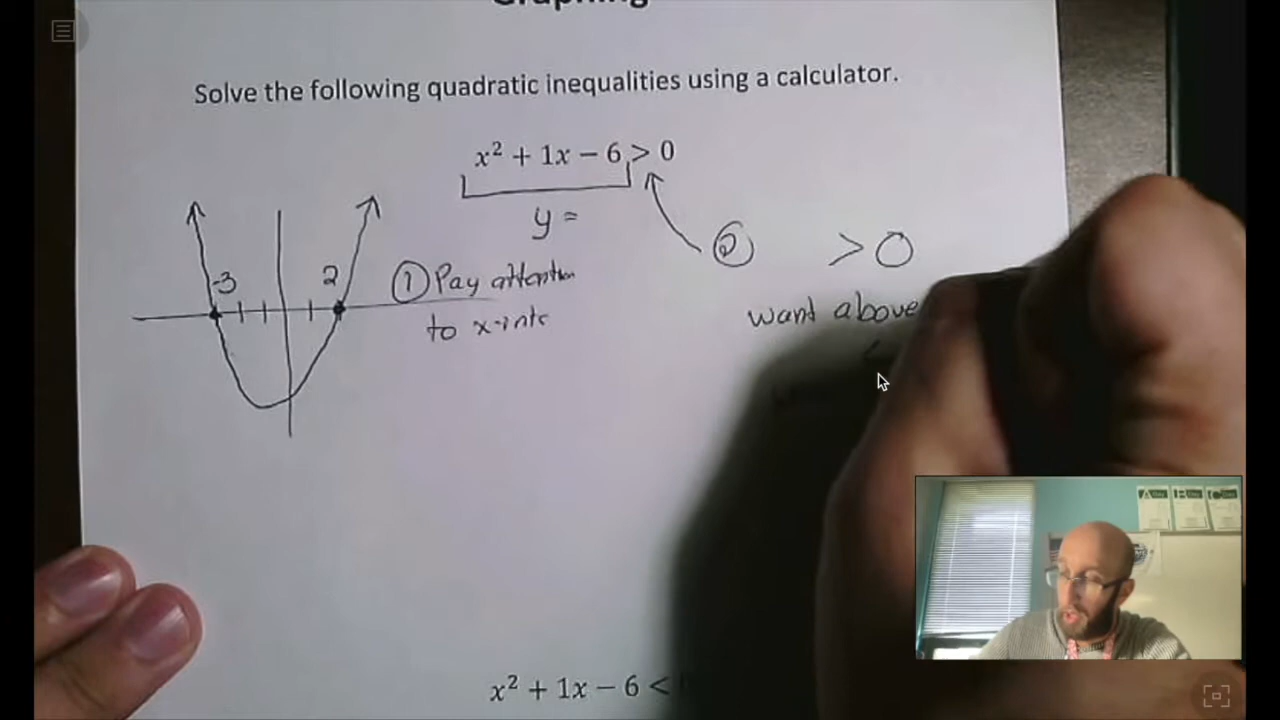 Graphing
Solve the following quadratic inequalities using a calculator.
x² + 1x − 6 > 0
y =
-3
2
① Pay attention
to x-ints
② > 0
want above
<
x² + 1x − 6 <
A B C